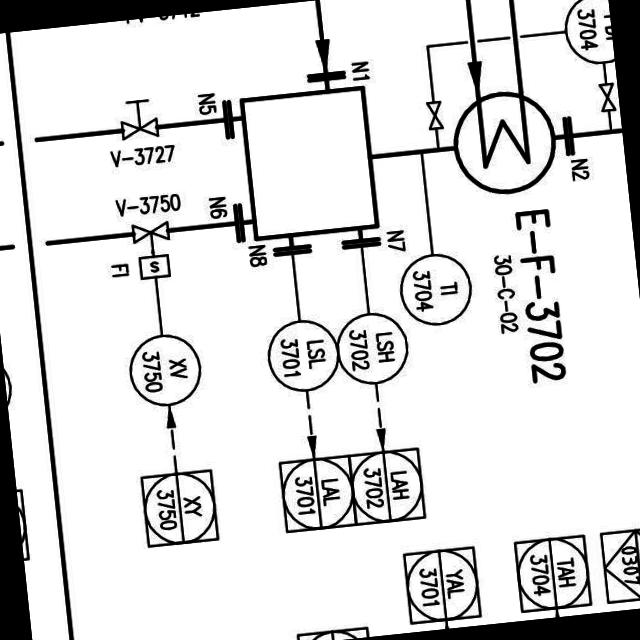 N1
N5
V-3727
V-3750
N6
N8
N7
N2
3704
E-F-3702
30-C-02
TI
3704
FI
S
XV
3750
LSL
3701
LSH
3702
XY
3750
LAL
3701
LAH
3702
YAL
3701
TAH
3704
0307